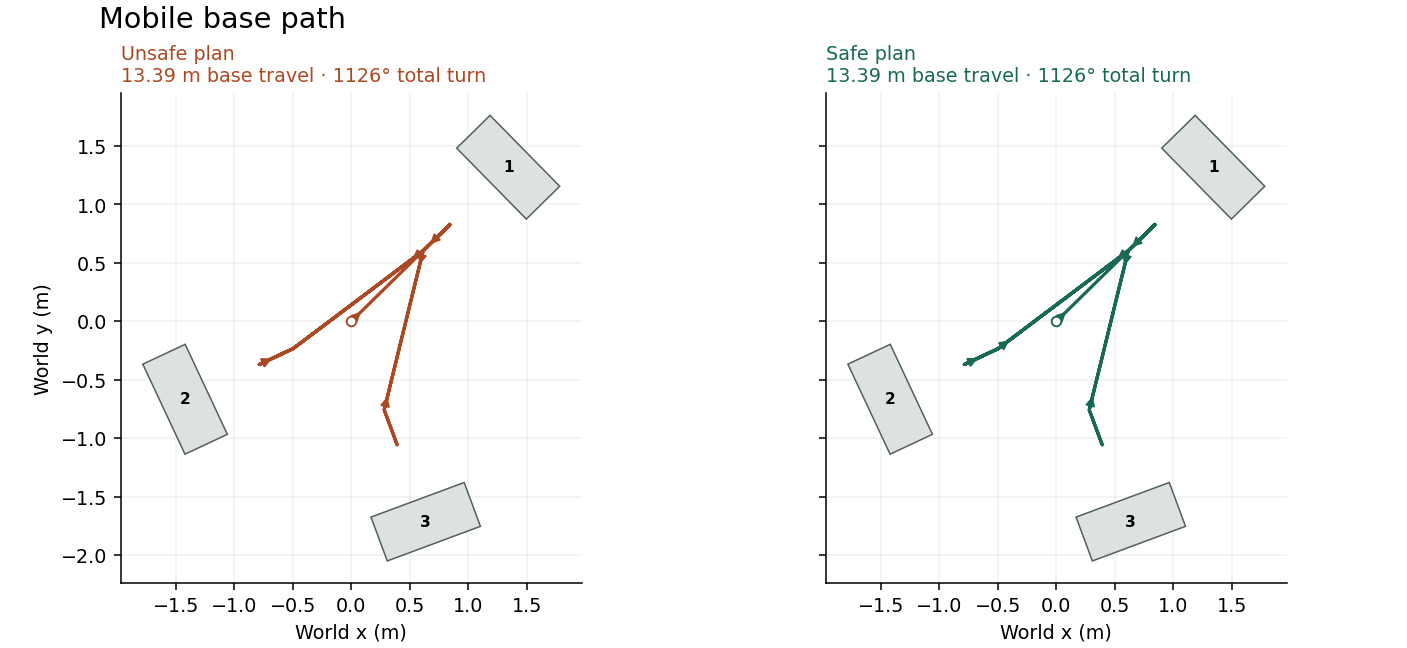 Mobile base path
Unsafe plan
13.39 m base travel · 1126° total turn
1.5
1.0
0.5
0.0
−0.5
−1.0
−1.5
−2.0
World y (m)
1
2
3
−1.5 −1.0 −0.5 0.0 0.5 1.0 1.5
World x (m)
Safe plan
13.39 m base travel · 1126° total turn
1
2
3
−1.5 −1.0 −0.5 0.0 0.5 1.0 1.5
World x (m)